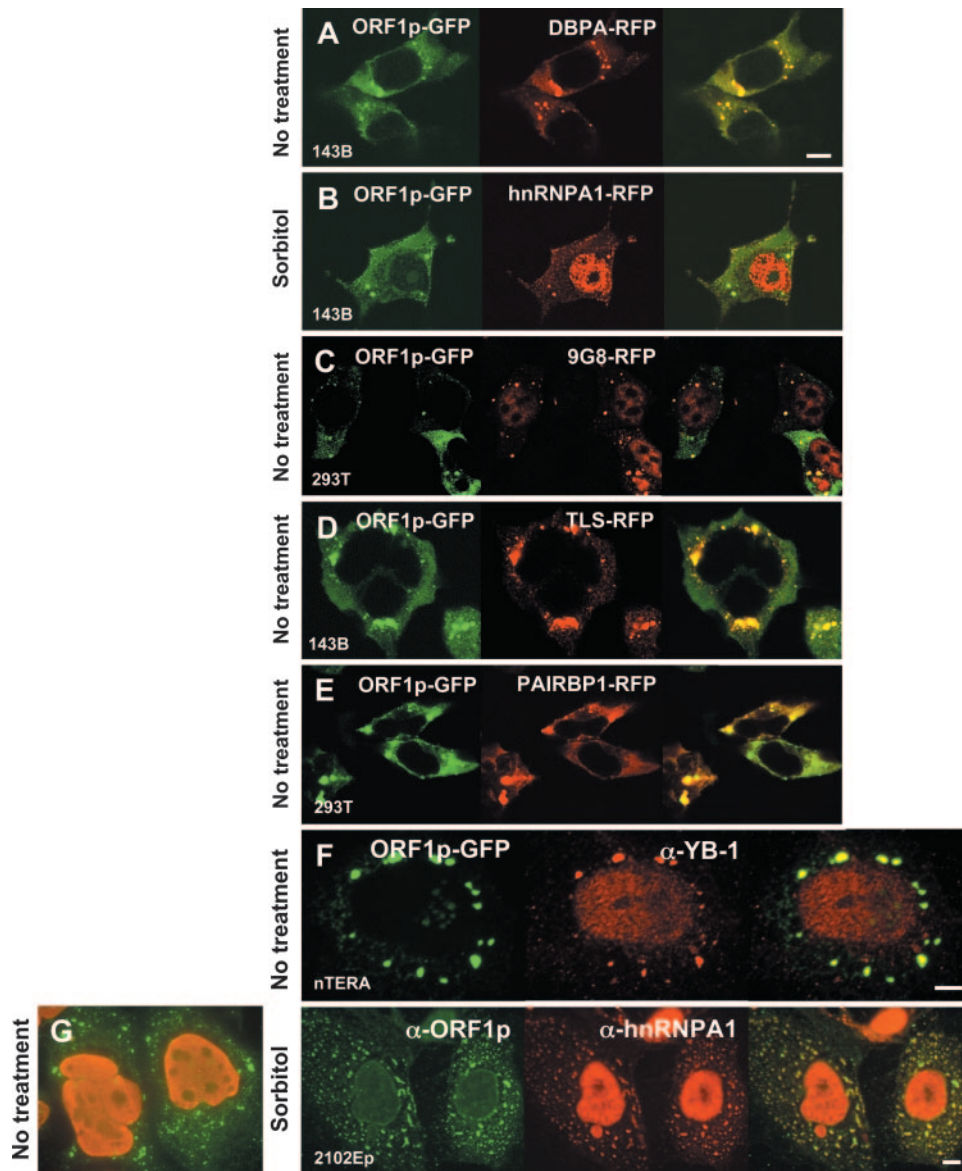 No treatment
A ORF1p-GFP DBPA-RFP
143B
Sorbitol
B ORF1p-GFP hnRNPA1-RFP
143B
No treatment
C ORF1p-GFP 9G8-RFP
293T
No treatment
D ORF1p-GFP TLS-RFP
143B
No treatment
E ORF1p-GFP PAIRBP1-RFP
293T
No treatment
F ORF1p-GFP α-YB-1
nTERA
No treatment
G
Sorbitol
α-ORF1p α-hnRNPA1
2102Ep